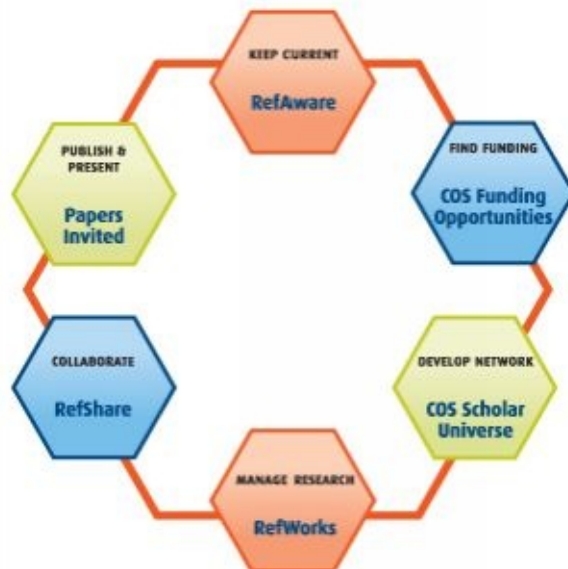 KEEP CURRENT
RefAware
FIND FUNDING
COS Funding
Opportunities
DEVELOP NETWORK
COS Scholar
Universe
MANAGE RESEARCH
RefWorks
COLLABORATE
RefShare
PUBLISH &
PRESENT
Papers
Invited